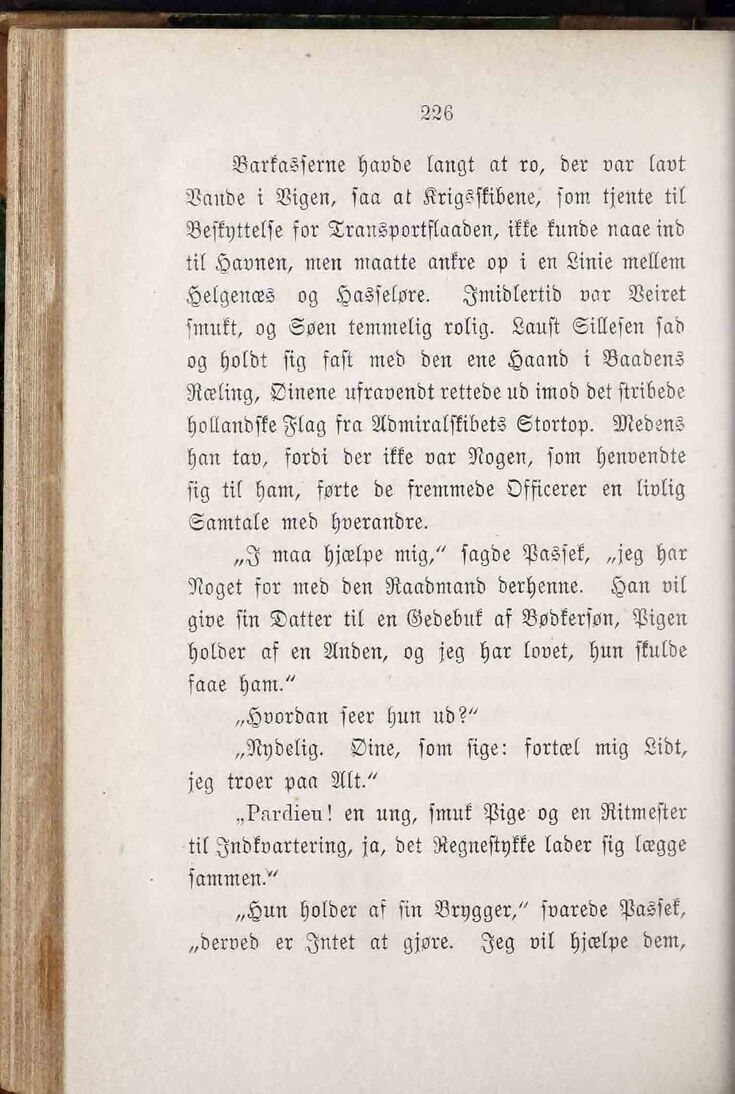 226
Barkasserne havde langt at ro, der var lavt
Vande i Vigen, saa at Krigsskibene, som tjente til
Beskyttelse for Transportflaaden, ikke kunde naae ind
til Havnen, men maatte ankre op i en Linie mellem
Helgenæs og Hasseløre. Imidlertid var Veiret
smukt, og Søen temmelig rolig. Laust Sillesen sad
og holdt sig fast med den ene Haand i Baadens
Ræling, Øinene ufravendt rettede ud imod det stribede
hollandske Flag fra Admiralskibets Stortop. Medens
han tav, fordi der ikke var Nogen, som henvendte
sig til ham, førte de fremmede Officerer en livlig
Samtale med hverandre.
„I maa hjælpe mig,“ sagde Passek, „jeg har
Noget for med den Raadmand derhenne. Han vil
give sin Datter til en Gedebuk af Bødkersøn, Pigen
holder af en Anden, og jeg har lovet, hun skulde
faae ham.“
„Hvordan seer hun ud?“
„Nydelig. Øine, som sige: fortæl mig Lidt,
jeg troer paa Alt.“
„Pardieu! en ung, smuk Pige og en Ritmester
til Indkvartering, ja, det Regnestykke lader sig lægge
sammen.“
„Hun holder af sin Brygger,“ svarede Passek,
„derved er Intet at gjøre. Jeg vil hjælpe dem,